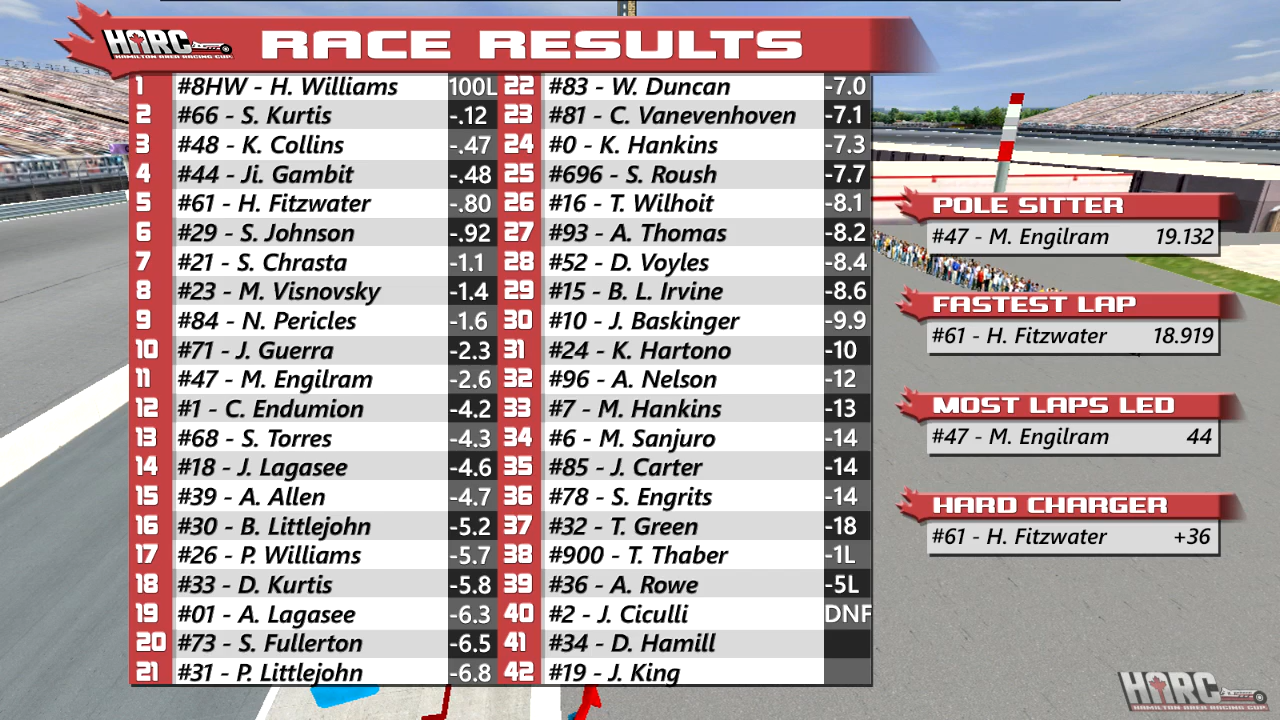 HARC
HAMILTON AREA RACING CUP
RACE RESULTS
1 #8HW - H. Williams 100L
2 #66 - S. Kurtis -.12
3 #48 - K. Collins -.47
4 #44 - Ji. Gambit -.48
5 #61 - H. Fitzwater -.80
6 #29 - S. Johnson -.92
7 #21 - S. Chrasta -1.1
8 #23 - M. Visnovsky -1.4
9 #84 - N. Pericles -1.6
10 #71 - J. Guerra -2.3
11 #47 - M. Engilram -2.6
12 #1 - C. Endumion -4.2
13 #68 - S. Torres -4.3
14 #18 - J. Lagasee -4.6
15 #39 - A. Allen -4.7
16 #30 - B. Littlejohn -5.2
17 #26 - P. Williams -5.7
18 #33 - D. Kurtis -5.8
19 #01 - A. Lagasee -6.3
20 #73 - S. Fullerton -6.5
21 #31 - P. Littlejohn -6.8
22 #83 - W. Duncan -7.0
23 #81 - C. Vanevenhoven -7.1
24 #0 - K. Hankins -7.3
25 #696 - S. Roush -7.7
26 #16 - T. Wilhoit -8.1
27 #93 - A. Thomas -8.2
28 #52 - D. Voyles -8.4
29 #15 - B. L. Irvine -8.6
30 #10 - J. Baskinger -9.9
31 #24 - K. Hartono -10
32 #96 - A. Nelson -12
33 #7 - M. Hankins -13
34 #6 - M. Sanjuro -14
35 #85 - J. Carter -14
36 #78 - S. Engrits -14
37 #32 - T. Green -18
38 #900 - T. Thaber -1L
39 #36 - A. Rowe -5L
40 #2 - J. Ciculli DNF
41 #34 - D. Hamill
42 #19 - J. King
POLE SITTER
#47 - M. Engilram 19.132
FASTEST LAP
#61 - H. Fitzwater 18.919
MOST LAPS LED
#47 - M. Engilram 44
HARD CHARGER
#61 - H. Fitzwater +36
HARC
HAMILTON AREA RACING CUP